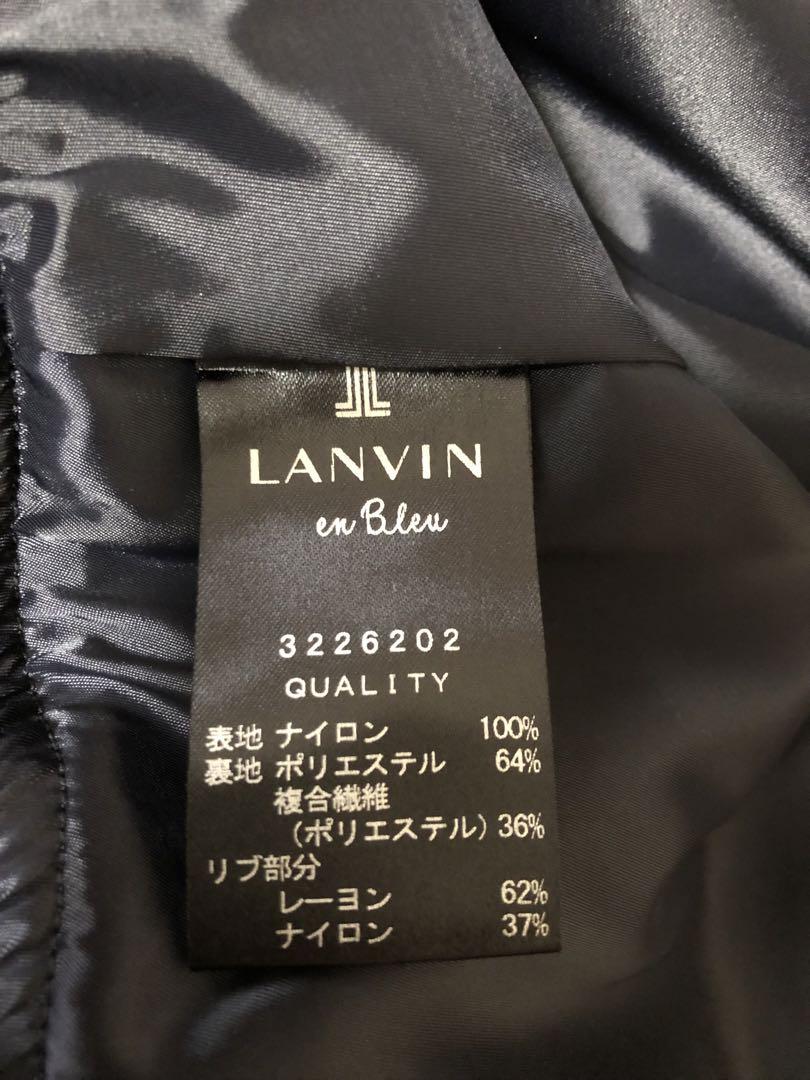 LANVIN
en Bleu
3226202
QUALITY
表地 ナイロン 100%
裏地 ポリエステル 64%
複合繊維
(ポリエステル) 36%
リブ部分
レーヨン 62%
ナイロン 37%